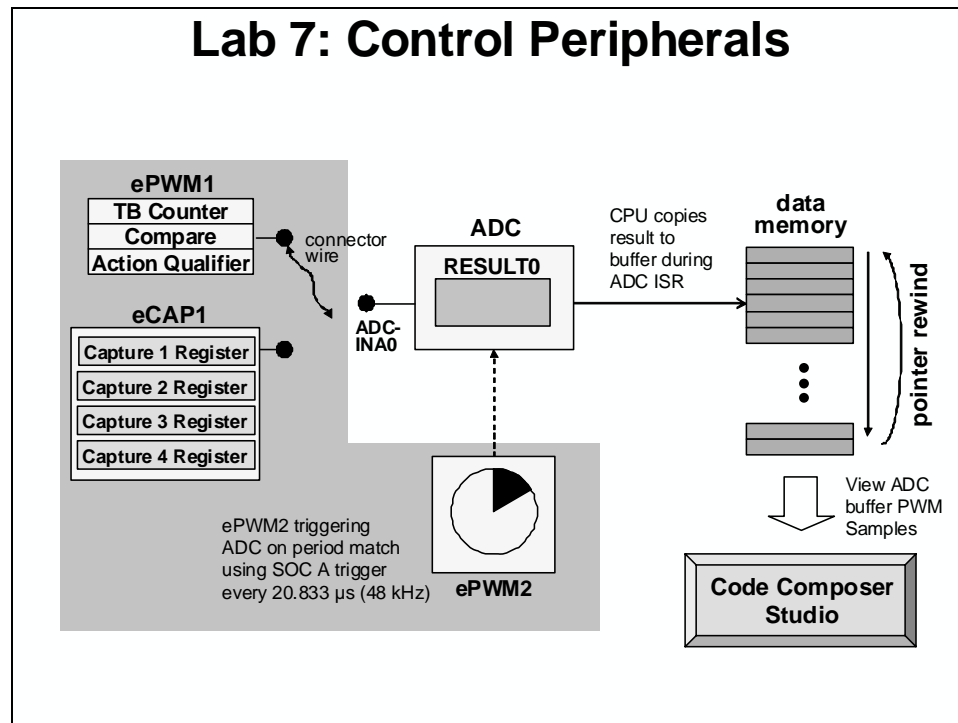 Lab 7: Control Peripherals
ePWM1
TB Counter
Compare
Action Qualifier
connector
wire
eCAP1
Capture 1 Register
Capture 2 Register
Capture 3 Register
Capture 4 Register
ADC-
INA0
ADC
RESULT0
CPU copies
result to
buffer during
ADC ISR
data
memory
pointer rewind
ePWM2 triggering
ADC on period match
using SOC A trigger
every 20.833 µs (48 kHz)
ePWM2
View ADC
buffer PWM
Samples
Code Composer
Studio